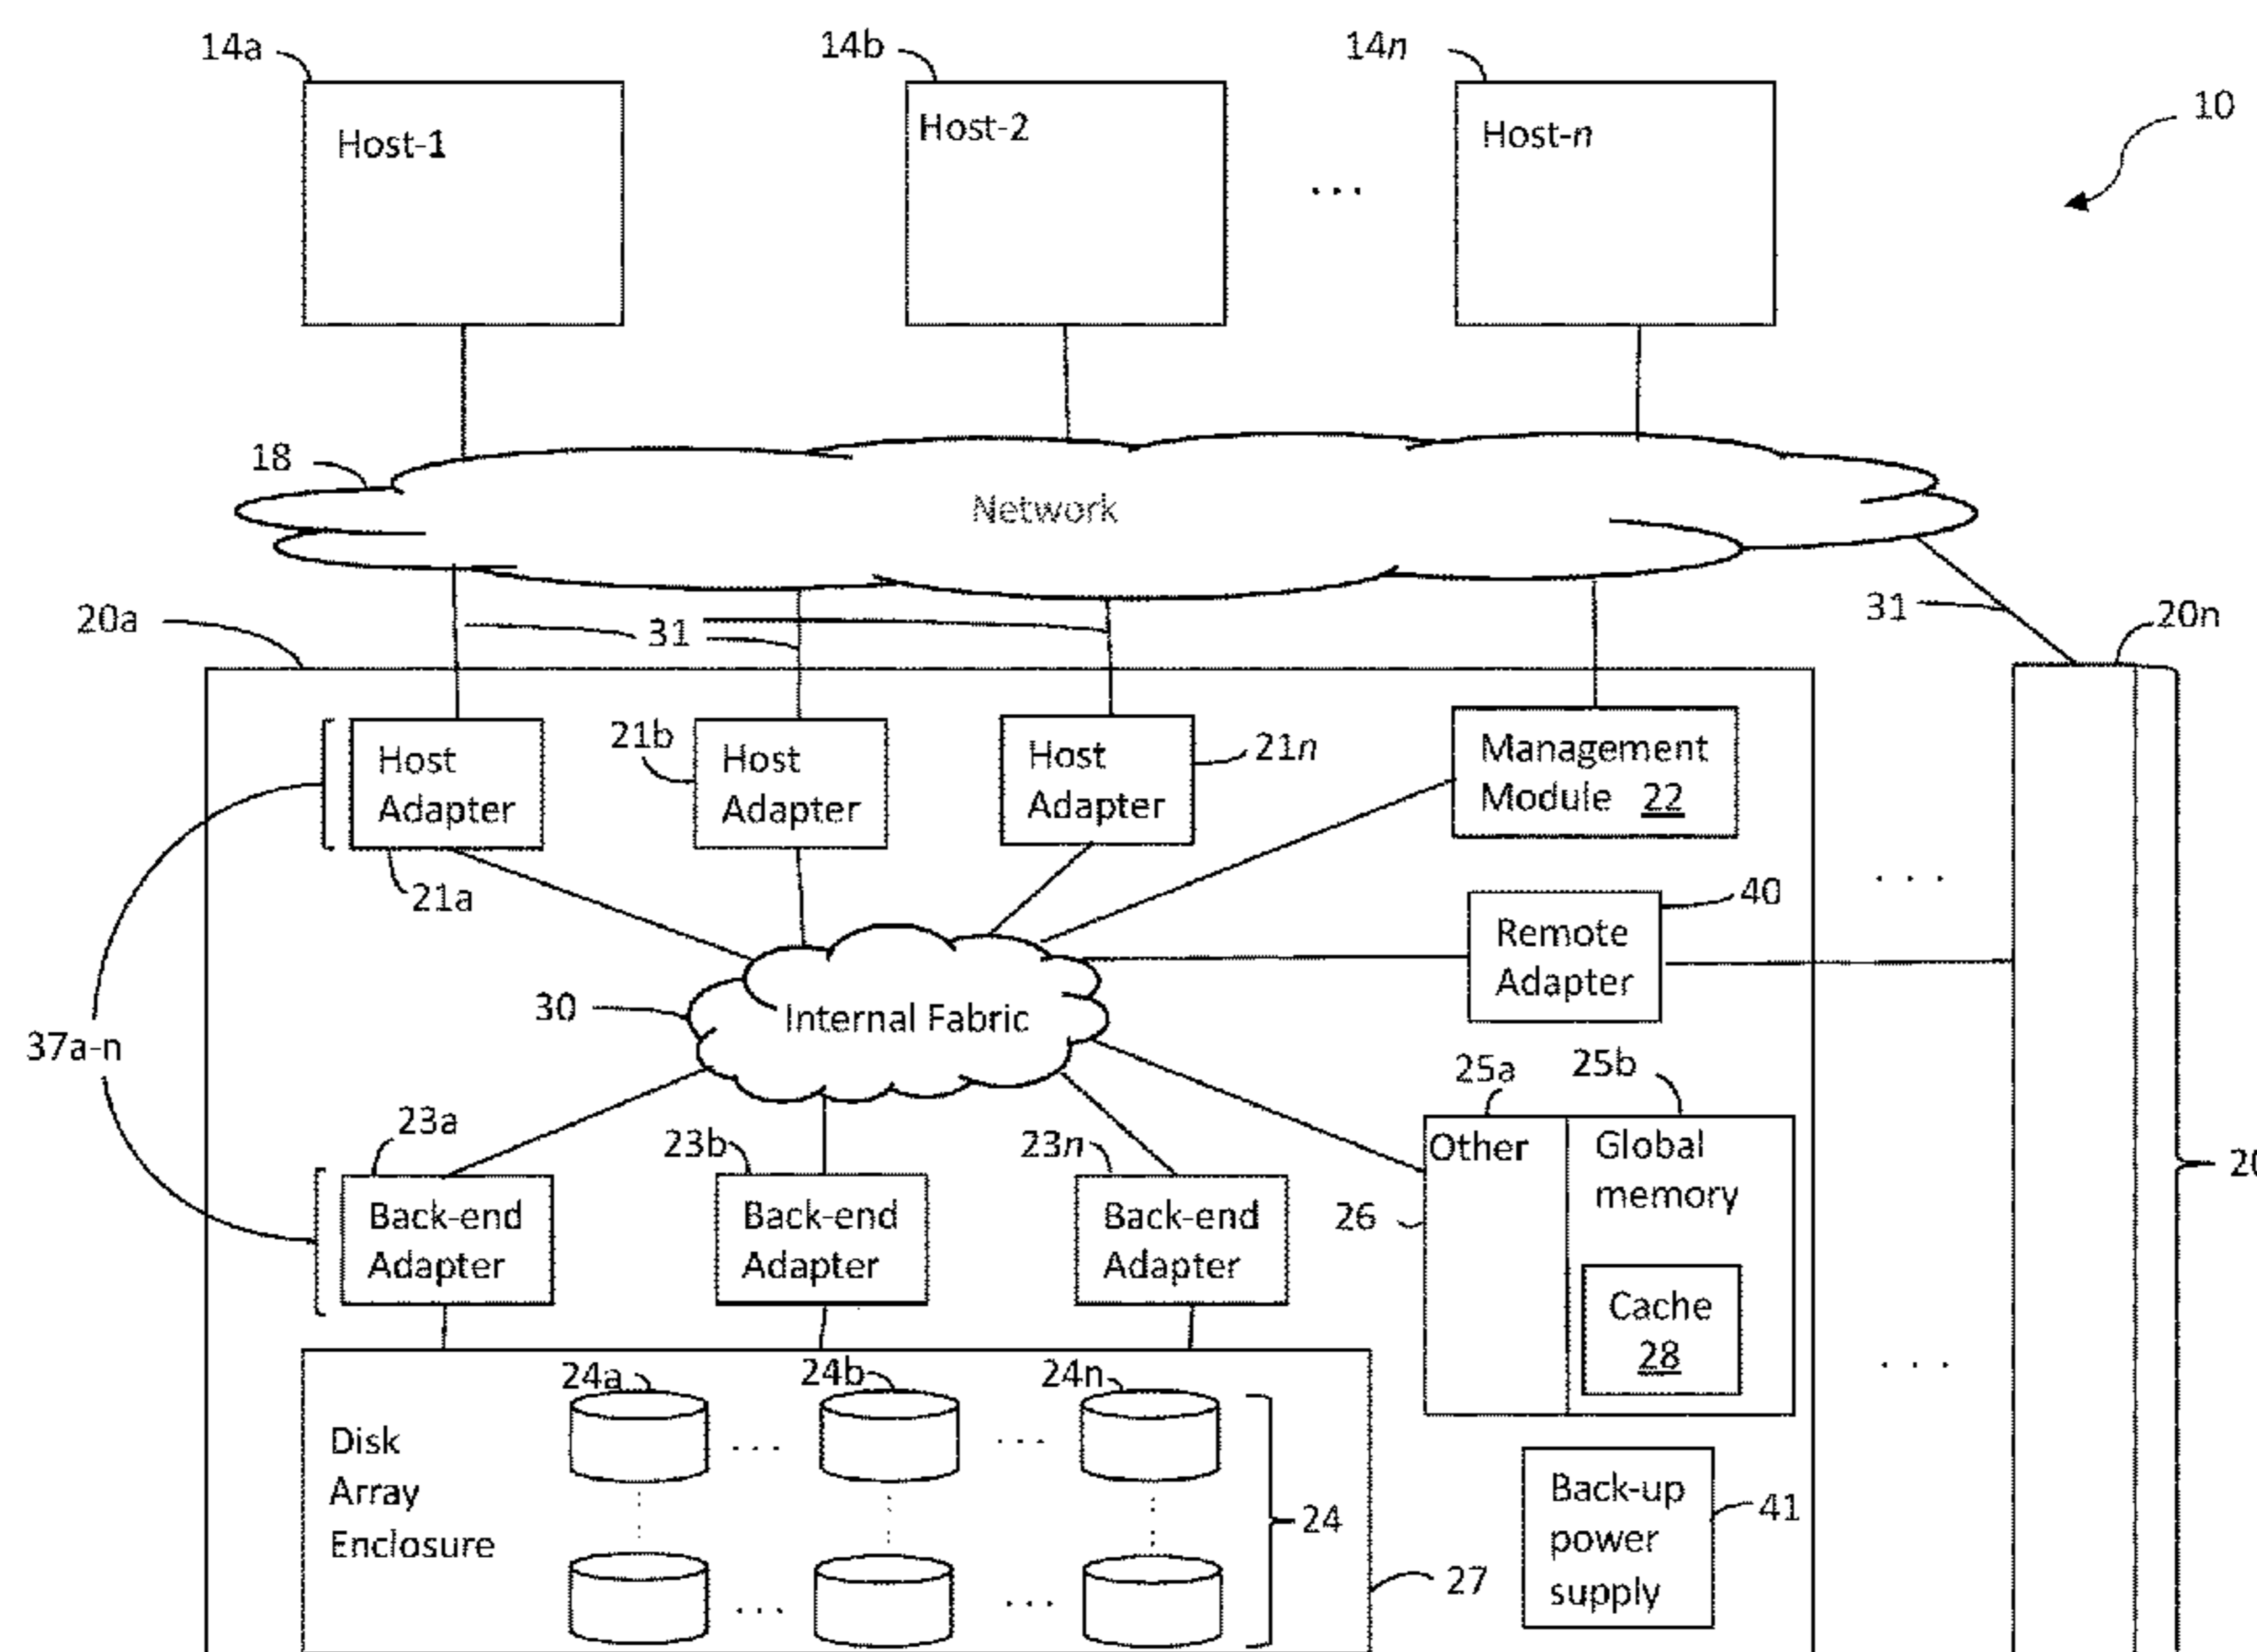 14a
14b
14n
10
Host-1
Host-2
Host-n
...
18
Network
20a
31
31
20n
21b
21n
Host
Adapter
Host
Adapter
Host
Adapter
Management
Module 22
21a
40
...
Remote
Adapter
30
Internal Fabric
37a-n
25a
25b
23a
23b
23n
Other
Global
memory
20
26
Back-end
Adapter
Back-end
Adapter
Back-end
Adapter
Cache
28
24a
24b
24n
...
Disk
Array
Enclosure
... ...
24
Back-up
power
supply
41
27
... ...